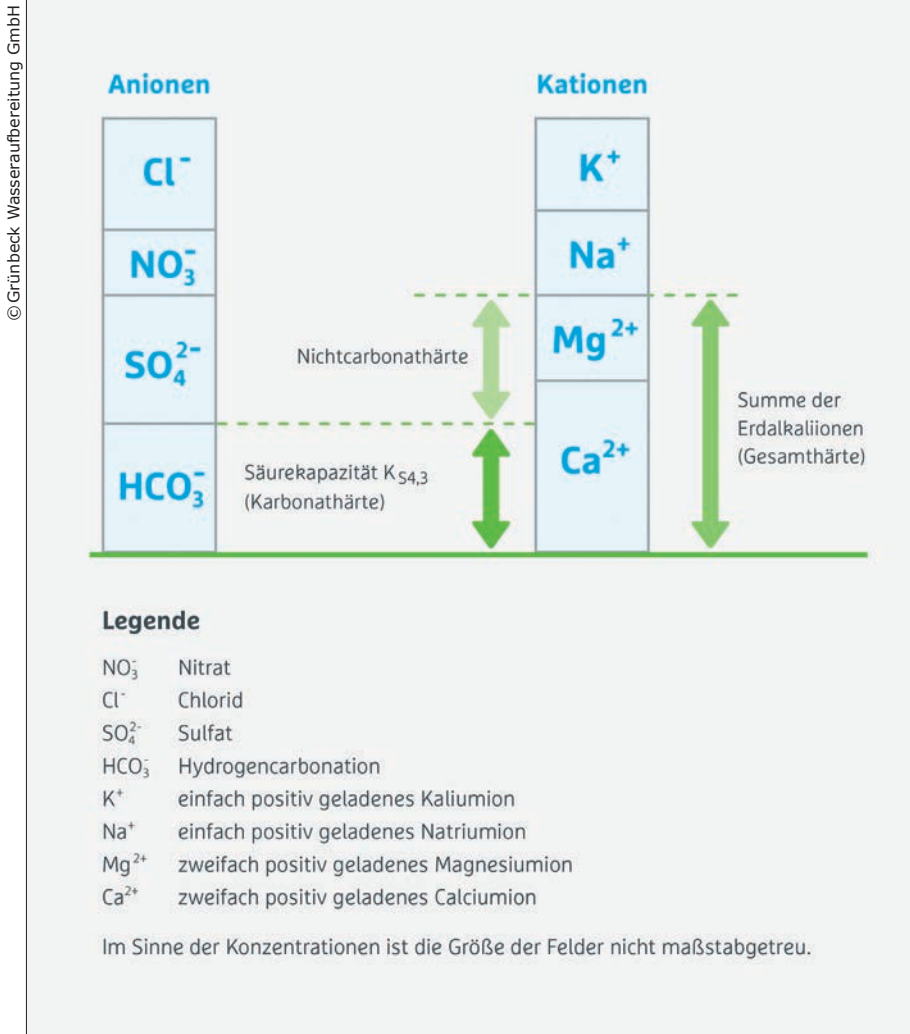 © Grünbeck Wasseraufbereitung GmbH
Anionen
Kationen
Cl⁻
NO₃⁻
SO₄²⁻
HCO₃⁻
K⁺
Na⁺
Mg²⁺
Ca²⁺
Nichtcarbonathärte
Säurekapazität K S4,3
(Karbonathärte)
Summe der
Erdalkaliionen
(Gesamthärte)
Legende
NO₃⁻ Nitrat
Cl⁻ Chlorid
SO₄²⁻ Sulfat
HCO₃⁻ Hydrogencarbonation
K⁺ einfach positiv geladenes Kaliumion
Na⁺ einfach positiv geladenes Natriumion
Mg²⁺ zweifach positiv geladenes Magnesiumion
Ca²⁺ zweifach positiv geladenes Calciumion
Im Sinne der Konzentrationen ist die Größe der Felder nicht maßstabgetreu.